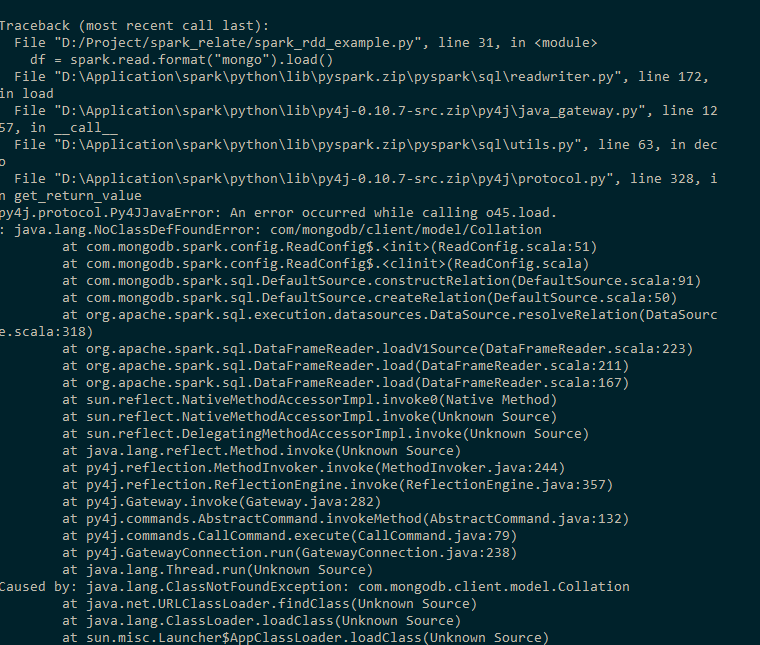 Traceback (most recent call last):
File "D:/Project/spark_relate/spark_rdd_example.py", line 31, in <module>
df = spark.read.format("mongo").load()
File "D:\Application\spark\python\lib\pyspark.zip\pyspark\sql\readwriter.py", line 172,
in load
File "D:\Application\spark\python\lib\py4j-0.10.7-src.zip\py4j\java_gateway.py", line 12
57, in __call__
File "D:\Application\spark\python\lib\pyspark.zip\pyspark\sql\utils.py", line 63, in dec
o
File "D:\Application\spark\python\lib\py4j-0.10.7-src.zip\py4j\protocol.py", line 328, i
n get_return_value
py4j.protocol.Py4JJavaError: An error occurred while calling o45.load.
: java.lang.NoClassDefFoundError: com/mongodb/client/model/Collation
at com.mongodb.spark.config.ReadConfig$.<init>(ReadConfig.scala:51)
at com.mongodb.spark.config.ReadConfig$.<clinit>(ReadConfig.scala)
at com.mongodb.spark.sql.DefaultSource.constructRelation(DefaultSource.scala:91)
at com.mongodb.spark.sql.DefaultSource.createRelation(DefaultSource.scala:50)
at org.apache.spark.sql.execution.datasources.DataSource.resolveRelation(DataSourc
e.scala:318)
at org.apache.spark.sql.DataFrameReader.loadV1Source(DataFrameReader.scala:223)
at org.apache.spark.sql.DataFrameReader.load(DataFrameReader.scala:211)
at org.apache.spark.sql.DataFrameReader.load(DataFrameReader.scala:167)
at sun.reflect.NativeMethodAccessorImpl.invoke0(Native Method)
at sun.reflect.NativeMethodAccessorImpl.invoke(Unknown Source)
at sun.reflect.DelegatingMethodAccessorImpl.invoke(Unknown Source)
at java.lang.reflect.Method.invoke(Unknown Source)
at py4j.reflection.MethodInvoker.invoke(MethodInvoker.java:244)
at py4j.reflection.ReflectionEngine.invoke(ReflectionEngine.java:357)
at py4j.Gateway.invoke(Gateway.java:282)
at py4j.commands.AbstractCommand.invokeMethod(AbstractCommand.java:132)
at py4j.commands.CallCommand.execute(CallCommand.java:79)
at py4j.GatewayConnection.run(GatewayConnection.java:238)
at java.lang.Thread.run(Unknown Source)
Caused by: java.lang.ClassNotFoundException: com.mongodb.client.model.Collation
at java.net.URLClassLoader.findClass(Unknown Source)
at java.lang.ClassLoader.loadClass(Unknown Source)
at sun.misc.Launcher$AppClassLoader.loadClass(Unknown Source)